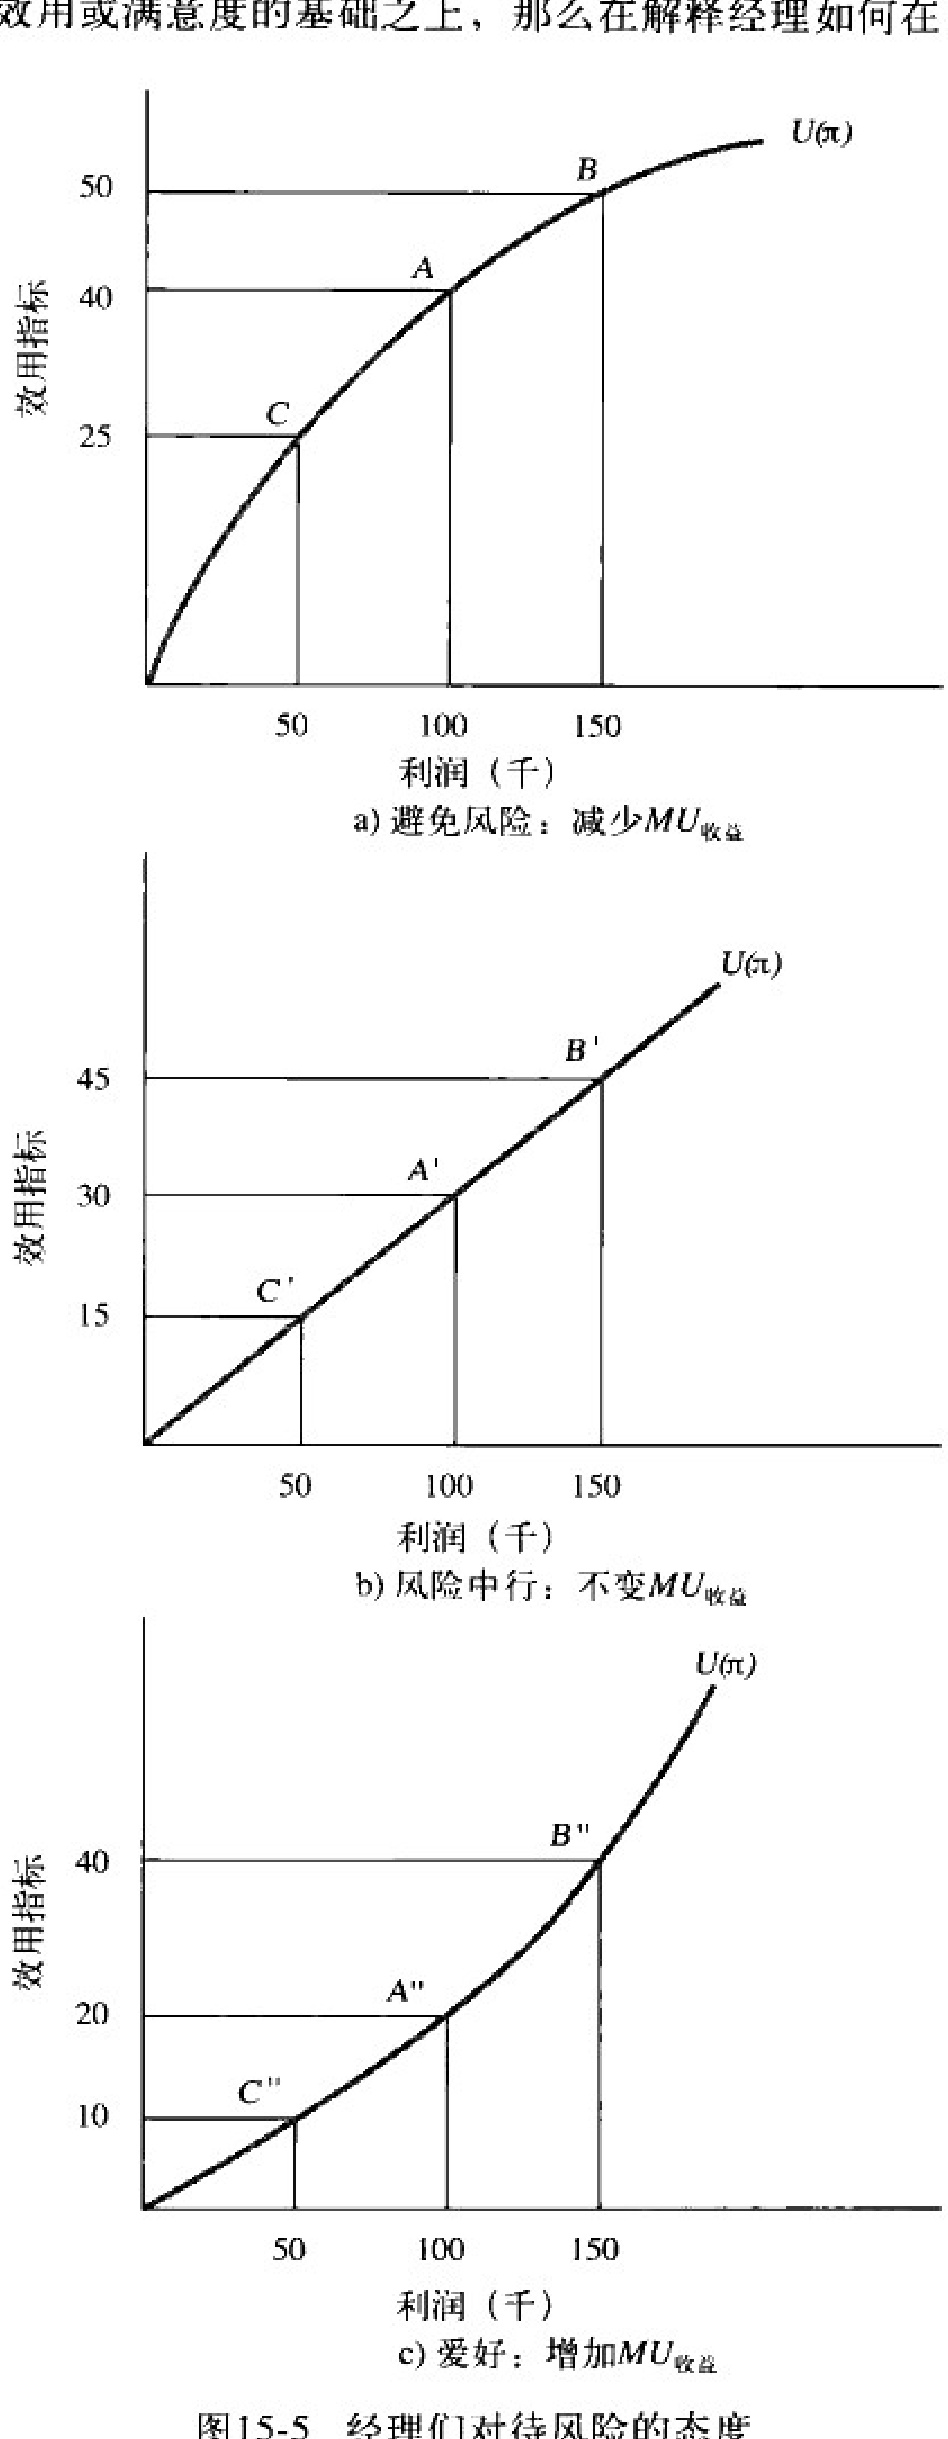 效用或满意度的基础之上，那么在解释经理如何在
U(π)
B
50
A
40
效用指标
C
25
50 100 150
利润（千）
a) 避免风险：减少MU收益
U(π)
B'
45
A'
30
效用指标
C'
15
50 100 150
利润（千）
b) 风险中行：不变MU收益
U(π)
B"
40
效用指标
A"
20
C"
10
50 100 150
利润（千）
c) 爱好：增加MU收益
图15-5 经理们对待风险的态度